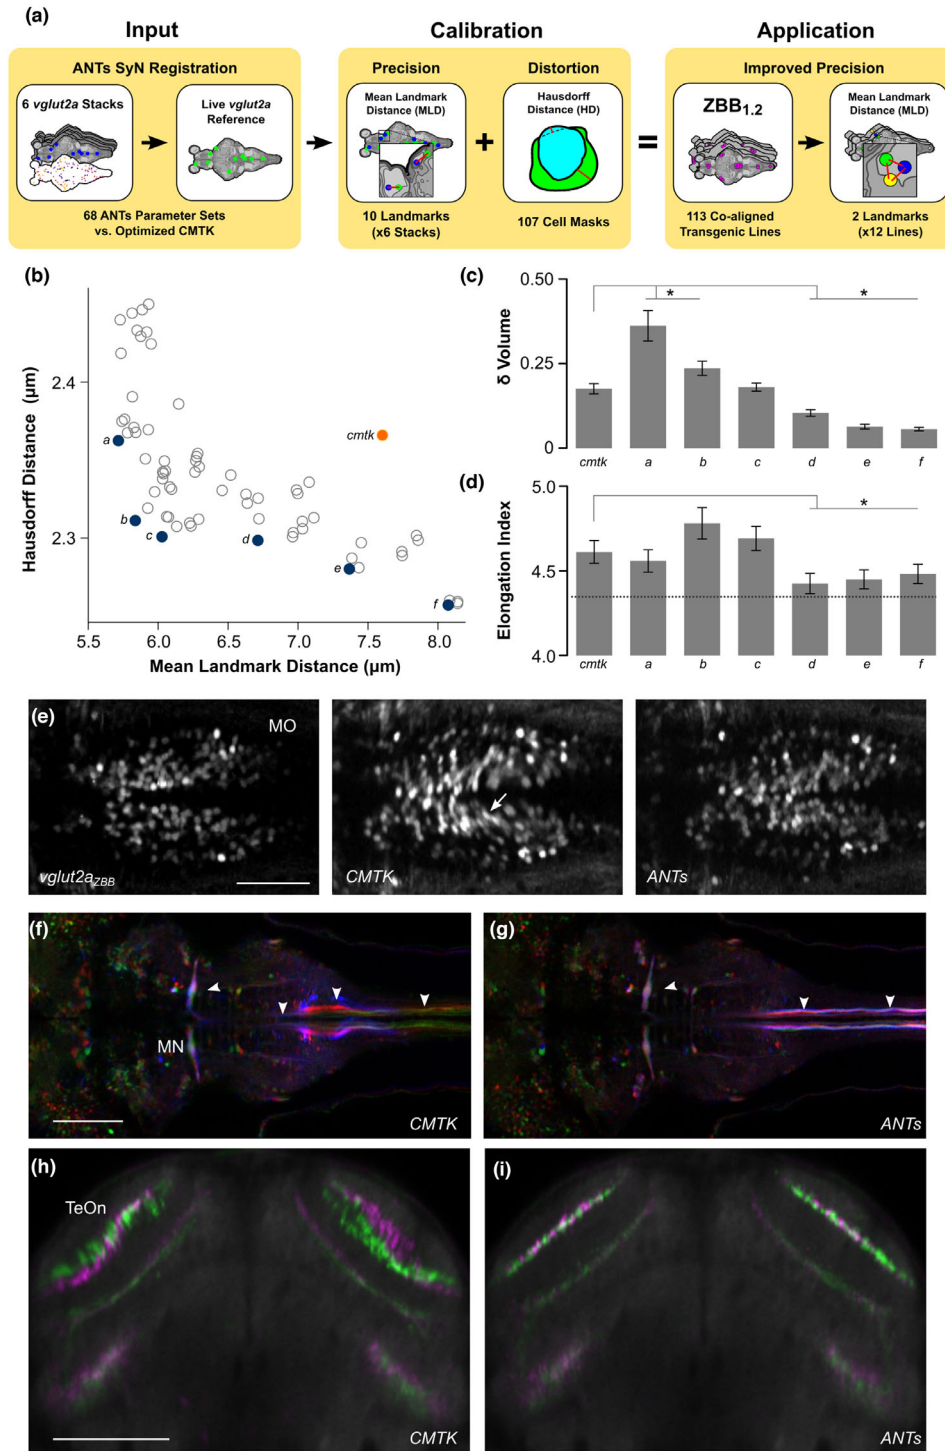 (a)
Input
Calibration
Application
ANTs SyN Registration
6 vglut2a Stacks
Live vglut2a
Reference
68 ANTs Parameter Sets
vs. Optimized CMTK
Precision
Distortion
Mean Landmark
Distance (MLD)
Hausdorff
Distance (HD)
+
10 Landmarks
(x6 Stacks)
107 Cell Masks
=
Improved Precision
ZBB1.2
Mean Landmark
Distance (MLD)
113 Co-aligned
Transgenic Lines
2 Landmarks
(x12 Lines)
(b)
Hausdorff Distance (µm)
2.4
2.3
a
b
c
d
e
f
cmtk
5.5 6.0 6.5 7.0 7.5 8.0
Mean Landmark Distance (µm)
(c)
δ Volume
0.50
0.25
0
* *
cmtk a b c d e f
(d)
Elongation Index
5.0
4.5
4.0
*
cmtk a b c d e f
(e)
MO
vglut2aZBB
CMTK
ANTs
(f)
MN
CMTK
(g)
ANTs
(h)
TeOn
CMTK
(i)
ANTs